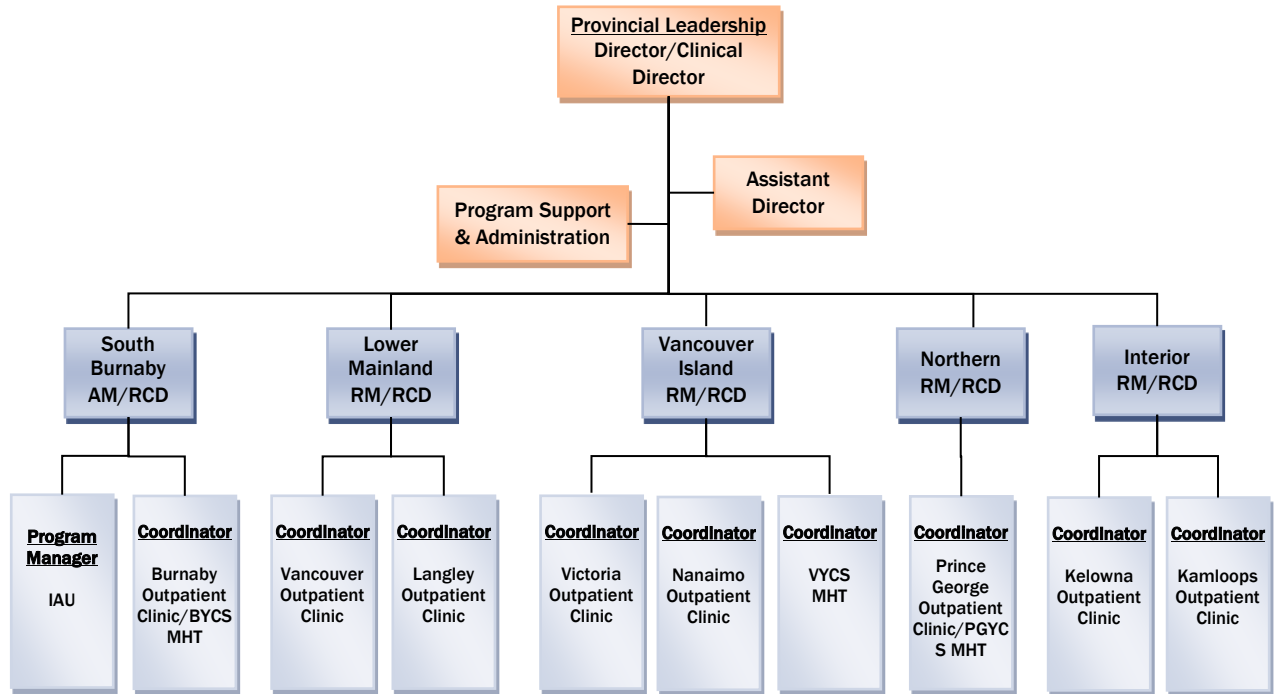 Provincial Leadership
Director/Clinical
Director
Assistant
Director
Program Support
& Administration
South
Burnaby
AM/RCD
Lower
Mainland
RM/RCD
Vancouver
Island
RM/RCD
Northern
RM/RCD
Interior
RM/RCD
Program
Manager
IAU
Coordinator
Burnaby
Outpatient
Clinic/BYCS
MHT
Coordinator
Vancouver
Outpatient
Clinic
Coordinator
Langley
Outpatient
Clinic
Coordinator
Victoria
Outpatient
Clinic
Coordinator
Nanaimo
Outpatient
Clinic
Coordinator
VYCS
MHT
Coordinator
Prince
George
Outpatient
Clinic/PGYC
S MHT
Coordinator
Kelowna
Outpatient
Clinic
Coordinator
Kamloops
Outpatient
Clinic